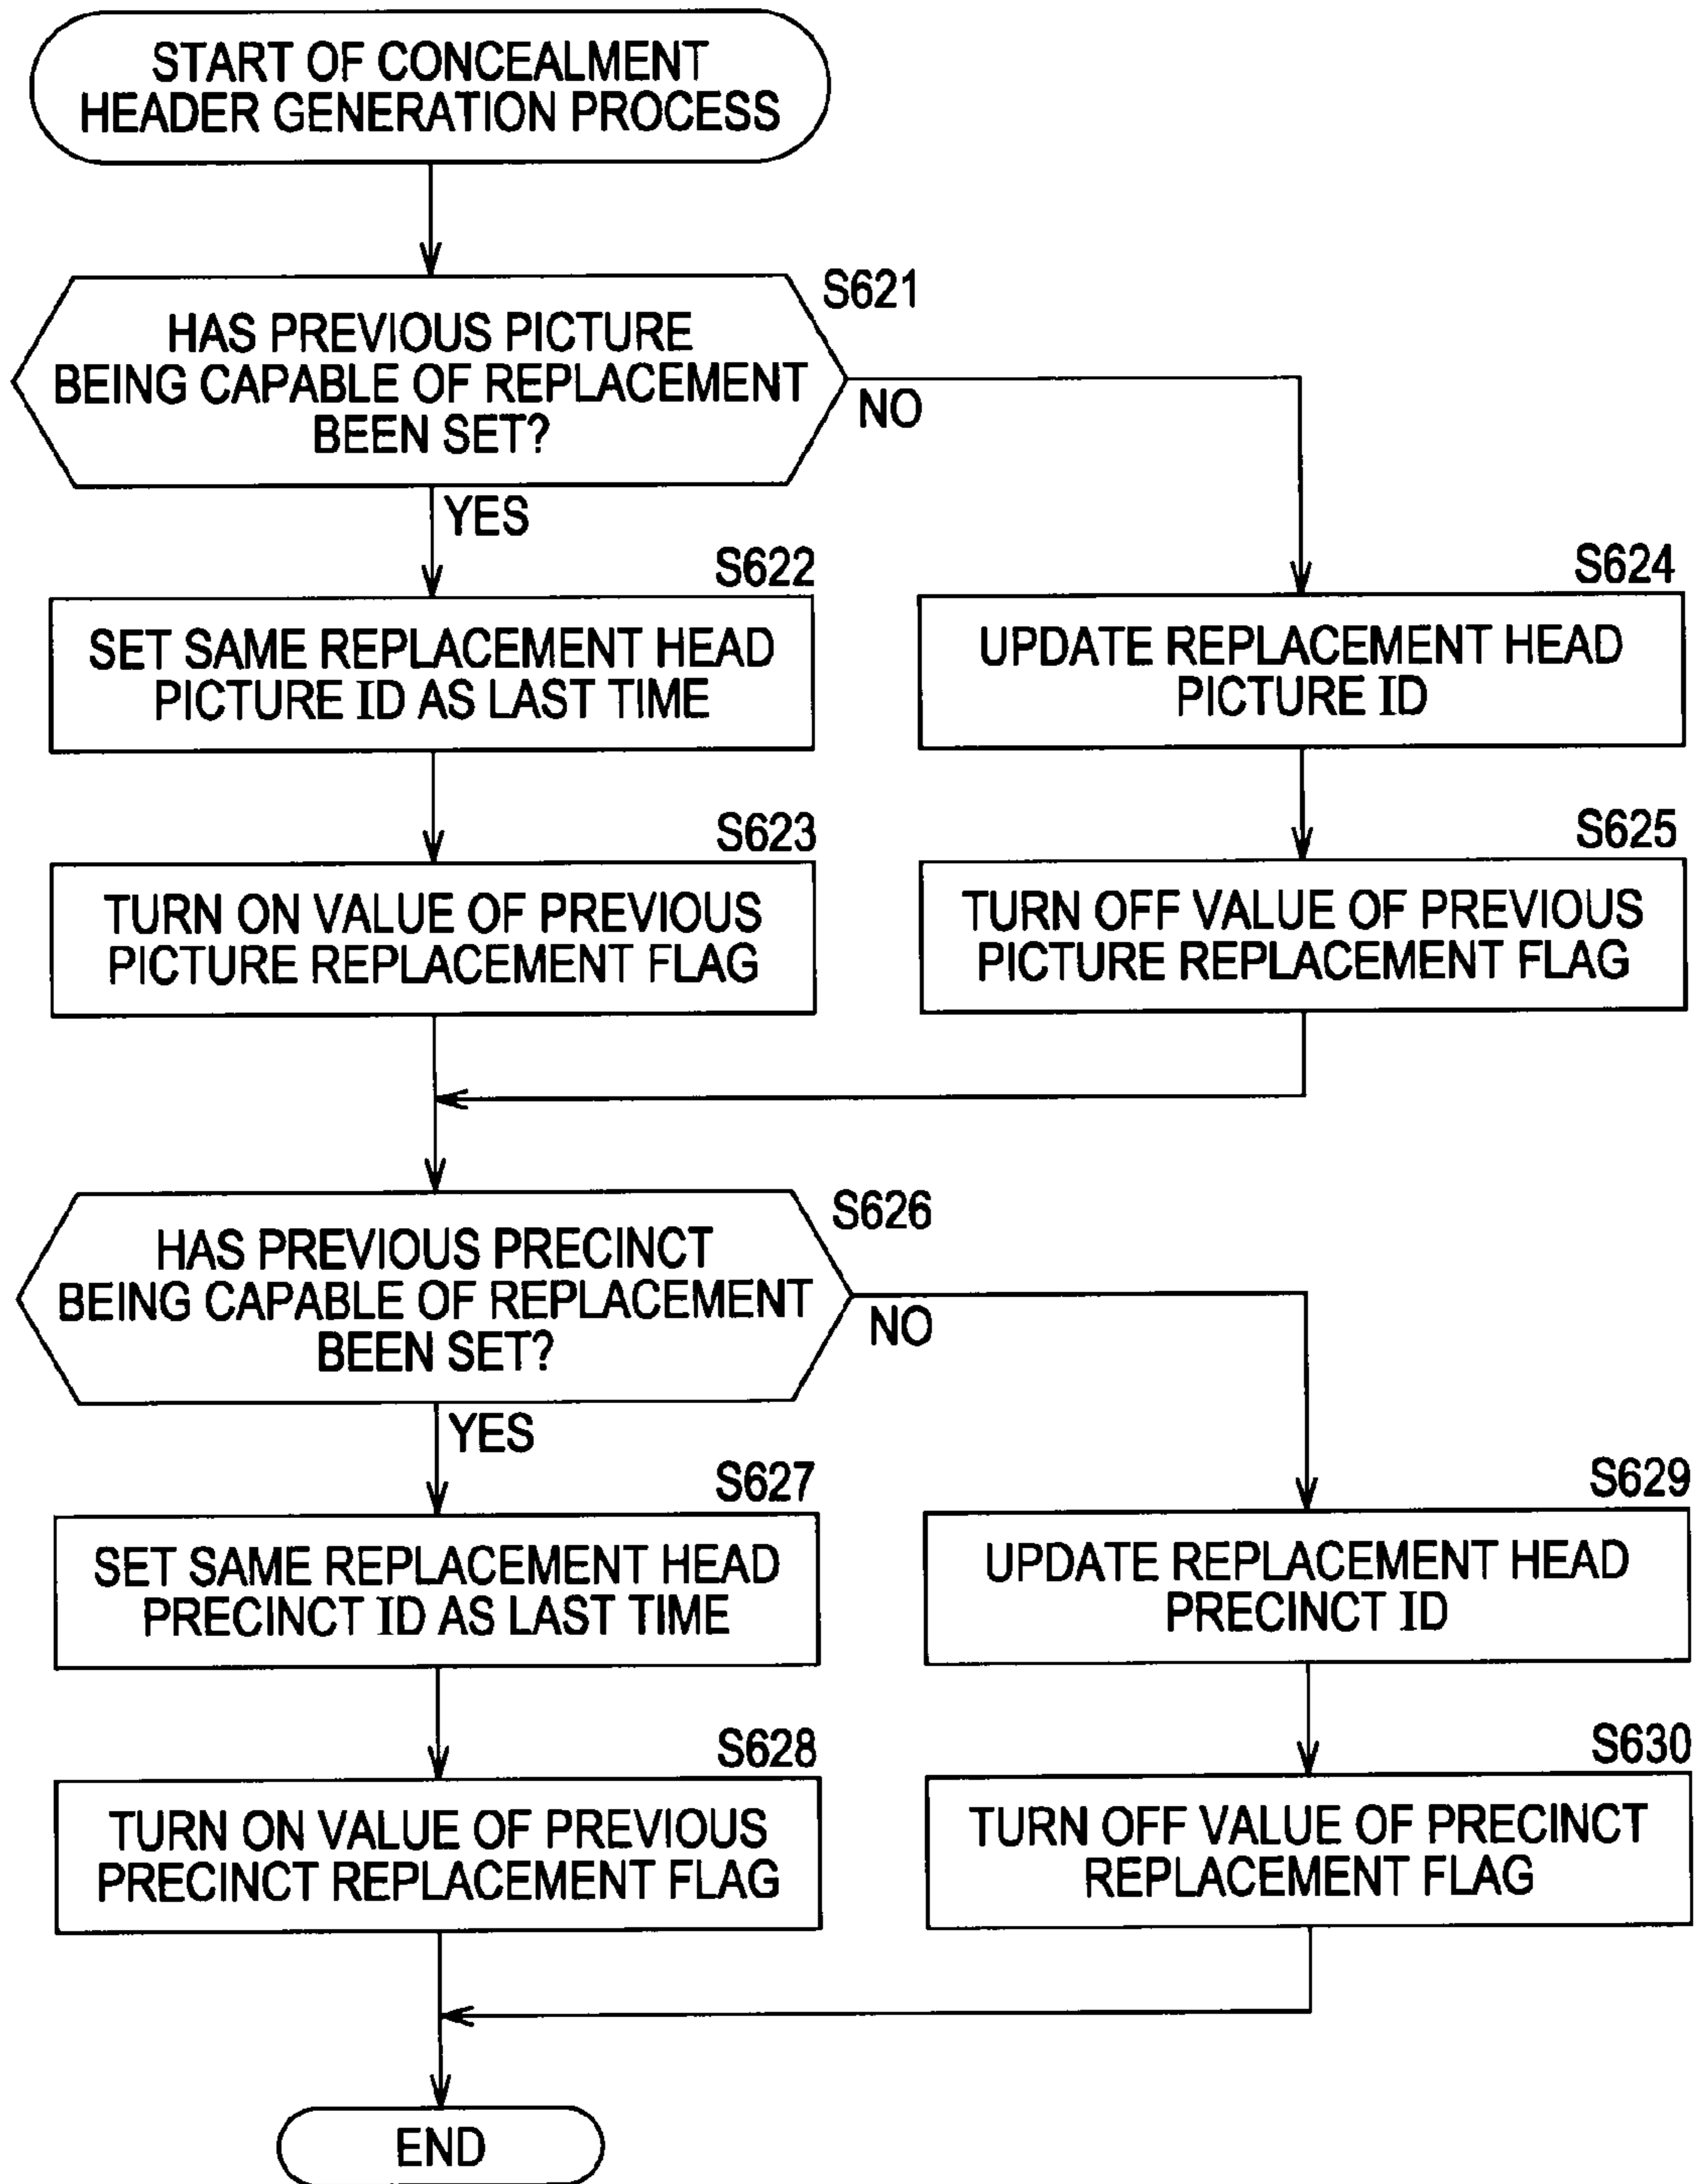 START OF CONCEALMENT
HEADER GENERATION PROCESS
S621
HAS PREVIOUS PICTURE
BEING CAPABLE OF REPLACEMENT
BEEN SET?
NO
YES
S622
SET SAME REPLACEMENT HEAD
PICTURE ID AS LAST TIME
S624
UPDATE REPLACEMENT HEAD
PICTURE ID
S623
TURN ON VALUE OF PREVIOUS
PICTURE REPLACEMENT FLAG
S625
TURN OFF VALUE OF PREVIOUS
PICTURE REPLACEMENT FLAG
S626
HAS PREVIOUS PRECINCT
BEING CAPABLE OF REPLACEMENT
BEEN SET?
NO
YES
S627
SET SAME REPLACEMENT HEAD
PRECINCT ID AS LAST TIME
S629
UPDATE REPLACEMENT HEAD
PRECINCT ID
S628
TURN ON VALUE OF PREVIOUS
PRECINCT REPLACEMENT FLAG
S630
TURN OFF VALUE OF PRECINCT
REPLACEMENT FLAG
END